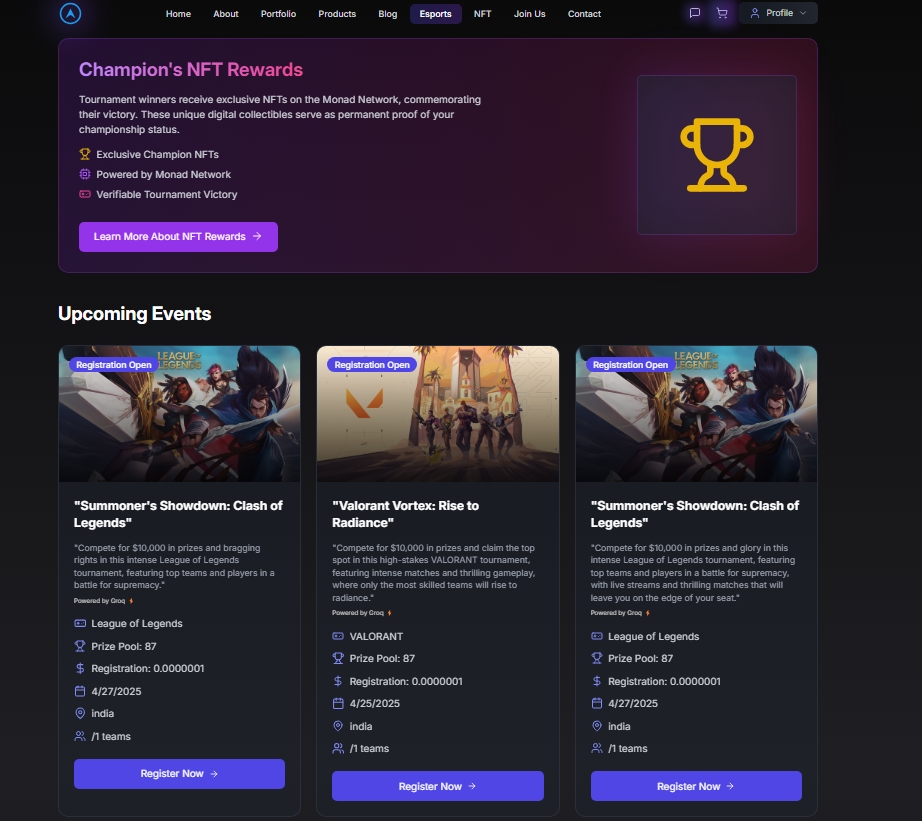 Home About Portfolio Products Blog Esports NFT Join Us Contact Profile
Champion's NFT Rewards
Tournament winners receive exclusive NFTs on the Monad Network, commemorating
their victory. These unique digital collectibles serve as permanent proof of your
championship status.
Exclusive Champion NFTs
Powered by Monad Network
Verifiable Tournament Victory
Learn More About NFT Rewards
Upcoming Events
Registration Open
LEAGUE OF
LEGENDS
"Summoner's Showdown: Clash of
Legends"
"Compete for $10,000 in prizes and bragging
rights in this intense League of Legends
tournament, featuring top teams and players in a
battle for supremacy."
Powered by Groq
League of Legends
Prize Pool: 87
Registration: 0.0000001
4/27/2025
india
/1 teams
Register Now
Registration Open
"Valorant Vortex: Rise to
Radiance"
"Compete for $10,000 in prizes and claim the top
spot in this high-stakes VALORANT tournament,
featuring intense matches and thrilling gameplay,
where only the most skilled teams will rise to
radiance."
Powered by Groq
VALORANT
Prize Pool: 87
Registration: 0.0000001
4/25/2025
india
/1 teams
Register Now
Registration Open
LEAGUE OF
LEGENDS
"Summoner's Showdown: Clash of
Legends"
"Compete for $10,000 in prizes and glory in this
intense League of Legends tournament, featuring
top teams and players in a battle for supremacy,
with live streams and thrilling matches that will
leave you on the edge of your seat."
Powered by Groq
League of Legends
Prize Pool: 87
Registration: 0.0000001
4/27/2025
india
/1 teams
Register Now